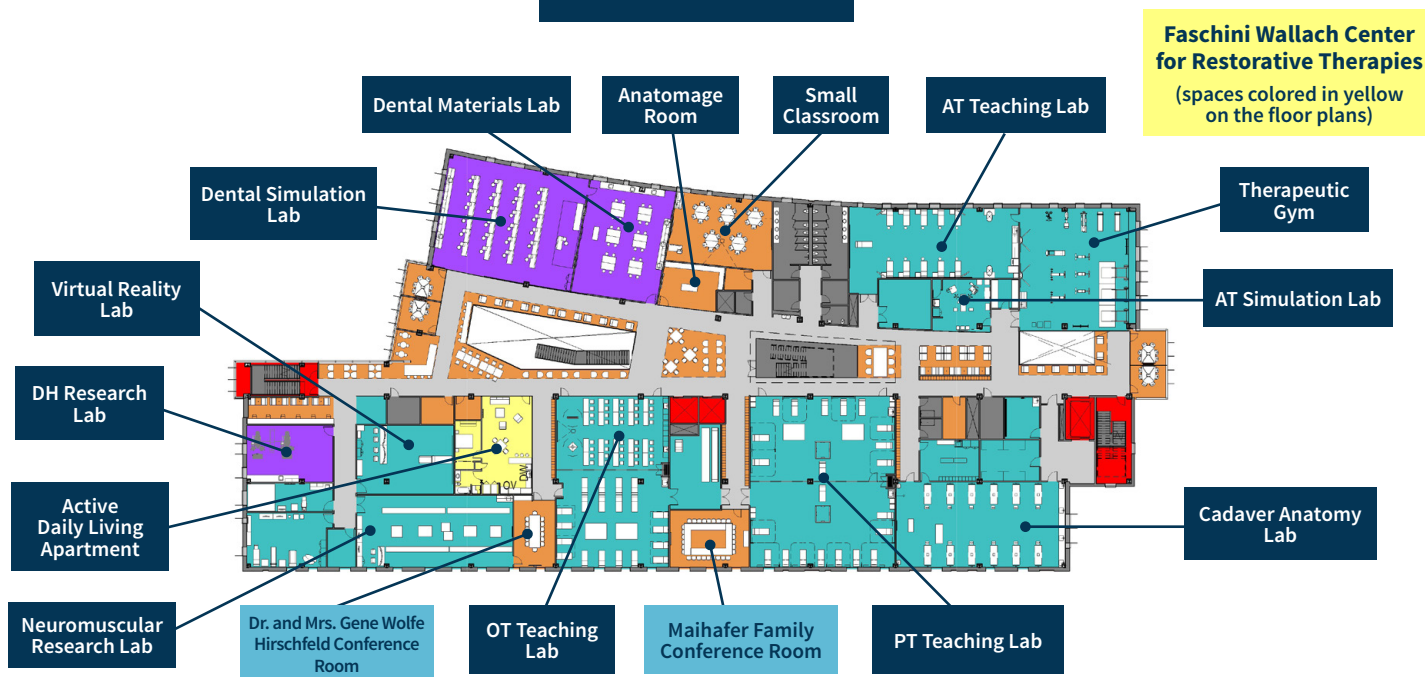 Faschini Wallach Center
for Restorative Therapies
(spaces colored in yellow
on the floor plans)
Dental Materials Lab
Anatomage
Room
Small
Classroom
AT Teaching Lab
Dental Simulation
Lab
Therapeutic
Gym
Virtual Reality
Lab
AT Simulation Lab
DH Research
Lab
Active
Daily Living
Apartment
DW
OV
Cadaver Anatomy
Lab
Neuromuscular
Research Lab
Dr. and Mrs. Gene Wolfe
Hirschfeld Conference
Room
OT Teaching
Lab
Maihafer Family
Conference Room
PT Teaching Lab